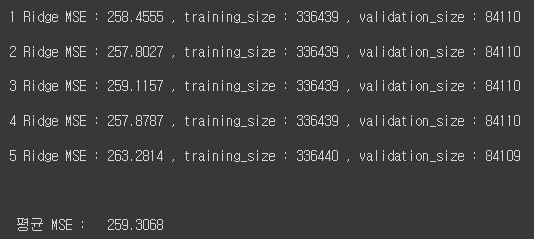 1 Ridge MSE : 258.4555 , training_size : 336439 , validation_size : 84110
2 Ridge MSE : 257.8027 , training_size : 336439 , validation_size : 84110
3 Ridge MSE : 259.1157 , training_size : 336439 , validation_size : 84110
4 Ridge MSE : 257.8787 , training_size : 336439 , validation_size : 84110
5 Ridge MSE : 263.2814 , training_size : 336440 , validation_size : 84109
평균 MSE : 259.3068